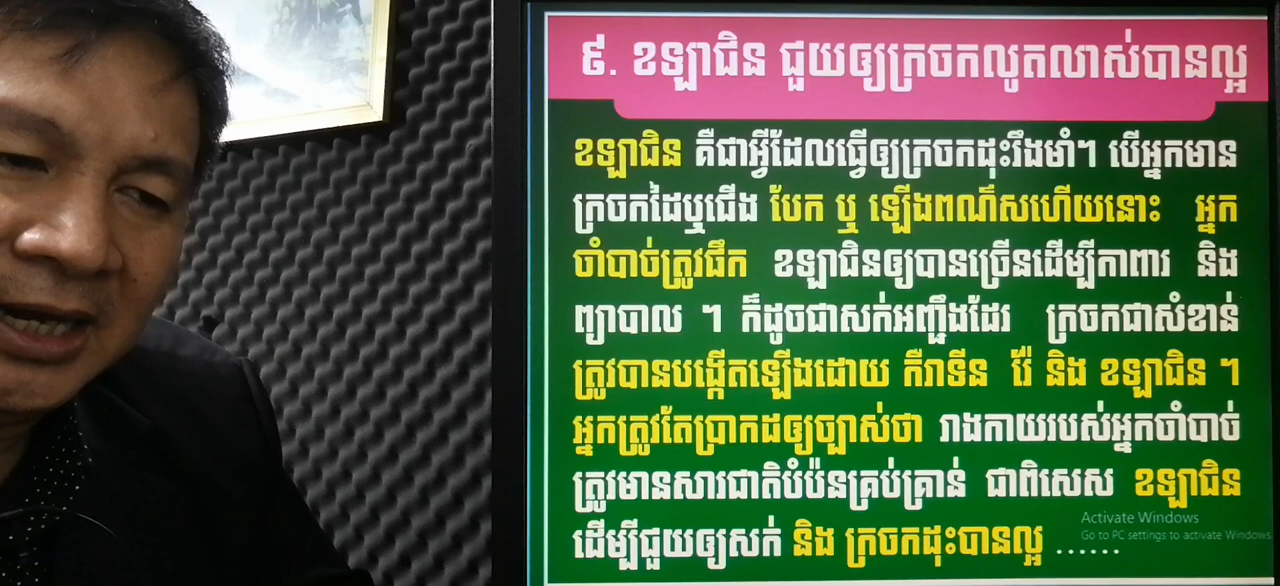 ៩. ខឡាជិន ជួយឲ្យក្រចកលូតលាស់បានល្អ
ខឡាជិន គឺជាអ្វីដែលធ្វើឲ្យក្រចកដុះរឹងមាំៗ បើអ្នកមាន
ក្រចកដៃឬជើង បែក ឬ ឡើងពណ៌សហើយនោះ អ្នក
ចាំបាច់ត្រូវផឹក ខឡាជិនឲ្យបានច្រើនដើម្បីការពារ និង
ព្យាបាល ។ ក៏ដូចជាសក់អញ្ជឹងដែរ ក្រចកជាសំខាន់
ត្រូវបានបង្កើតឡើងដោយ កីរាទីន រ៉ែ និង ខឡាជិន ។
អ្នកត្រូវតែប្រាកដឲ្យច្បាស់ថា រាងកាយរបស់អ្នកចាំបាច់
ត្រូវមានសារជាតិបំប៉នគ្រប់គ្រាន់ ជាពិសេស ខឡាជិន
ដើម្បីជួយឲ្យសក់ និង ក្រចកដុះបានល្អ ......
Activate Windows
Go to PC settings to activate Windows